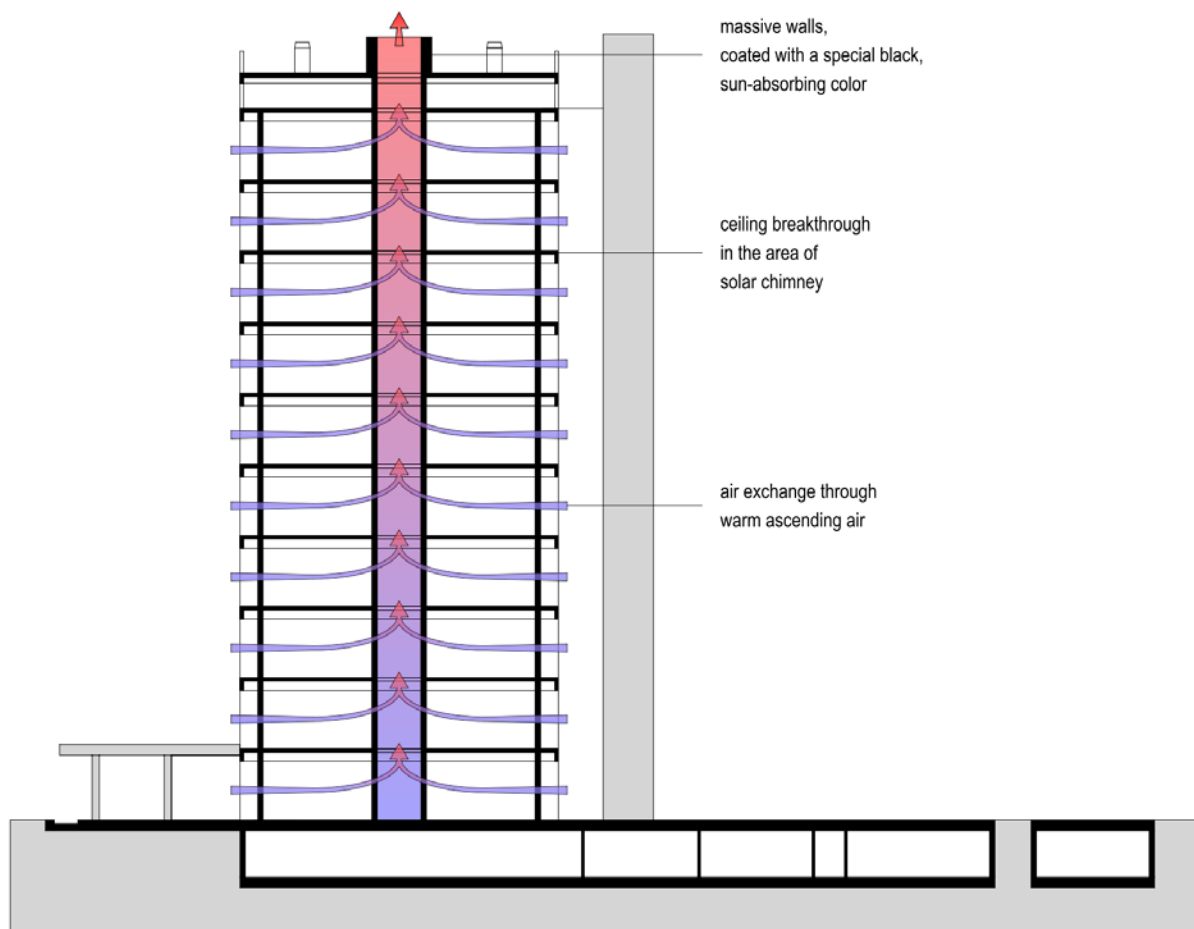 massive walls,
coated with a special black,
sun-absorbing color
ceiling breakthrough
in the area of
solar chimney
air exchange through
warm ascending air